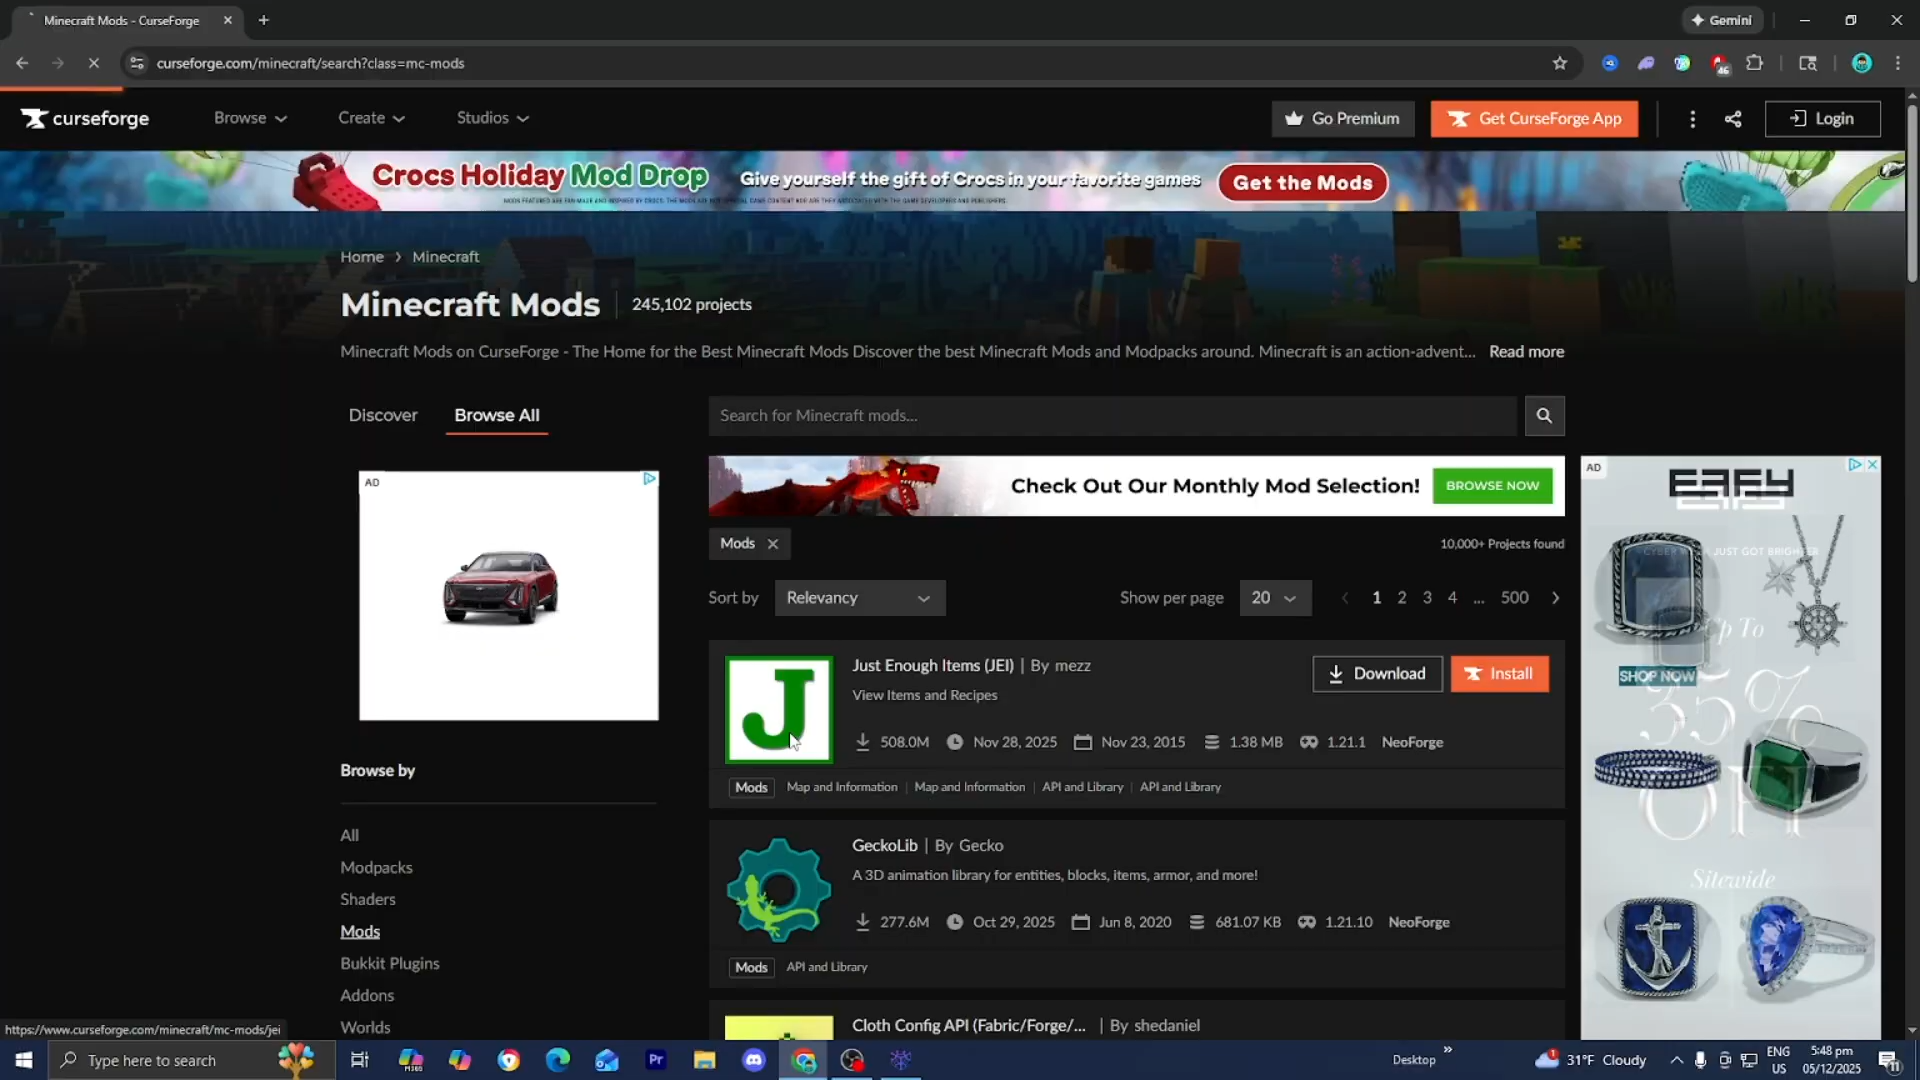 Minecraft Mods - CurseForge
Gemini
curseforge.com/minecraft/search?class=mc-mods
46
curseforge
Browse
Create
Studios
Go Premium
Get CurseForge App
Login
Crocs Holiday Mod Drop
Give yourself the gift of Crocs in your favorite games
Get the Mods
Home > Minecraft
Minecraft Mods
245,102 projects
Minecraft Mods on CurseForge - The Home for the Best Minecraft Mods Discover the best Minecraft Mods and Modpacks around. Minecraft is an action-advent...
Read more
Discover
Browse All
Search for Minecraft mods...
AD
Check Out Our Monthly Mod Selection!
BROWSE NOW
Mods
10,000+ Projects found
Sort by
Relevancy
Show per page
20
1 2 3 4 ... 500
Just Enough Items (JEI) | By mezz
Download
Install
View Items and Recipes
508.0M
Nov 28, 2025
Nov 23, 2015
1.38 MB
1.21.1
NeoForge
Mods
Map and Information | Map and Information | API and Library | API and Library
GeckoLib | By Gecko
A 3D animation library for entities, blocks, items, armor, and more!
277.6M
Oct 29, 2025
Jun 8, 2020
681.07 KB
1.21.10
NeoForge
Mods
API and Library
Cloth Config API (Fabric/Forge/... | By shedaniel
Browse by
All
Modpacks
Shaders
Mods
Bukkit Plugins
Addons
Worlds
AD
JUST GOT BRIGHTER
Up To
SHOP NOW
35%
OFF
Sitewide
https://www.curseforge.com/minecraft/mc-mods/jei
Type here to search
Desktop
31°F Cloudy
ENG
US
5:48 pm
05/12/2025